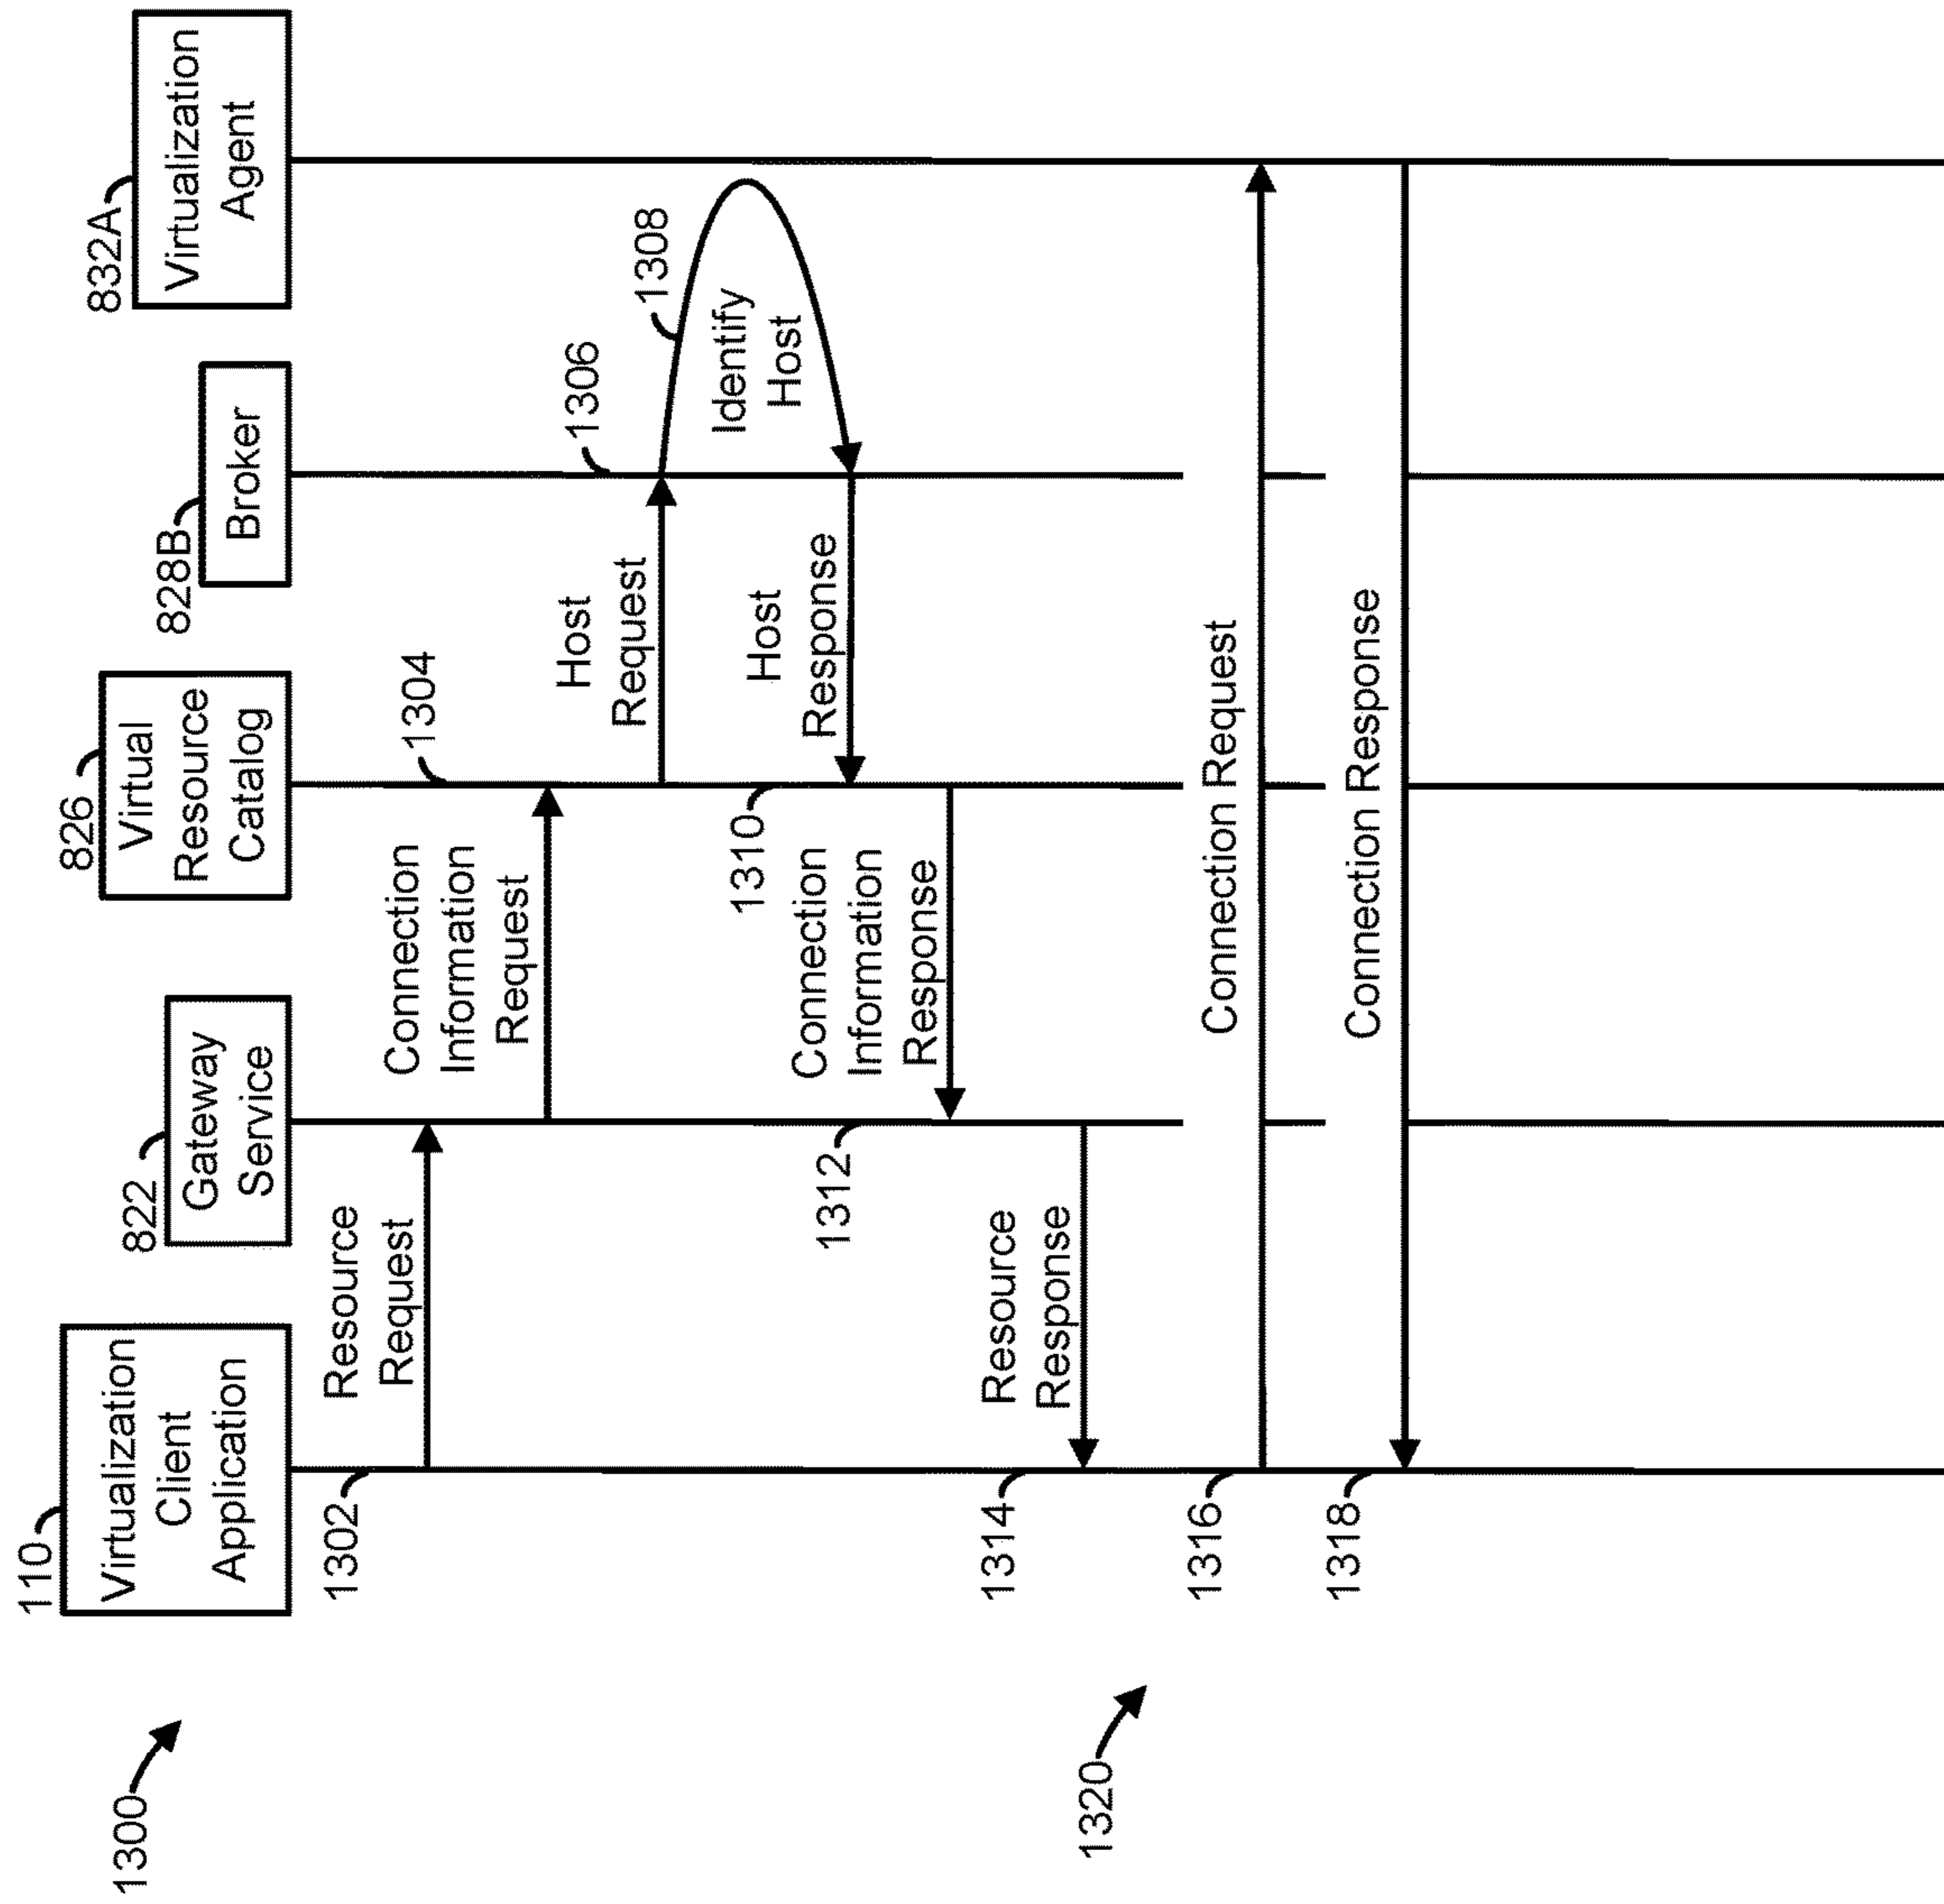 1300
110
Virtualization
Client
Application
822
Gateway
Service
826
Virtual
Resource
Catalog
828B
Broker
832A
Virtualization
Agent
1302
Resource
Request
Connection
Information
Request
1304
Host
Request
1306
1308
Identify
Host
Host
Response
1310
Connection
Information
Response
1312
Resource
Response
1314
1320
1316
Connection Request
1318
Connection Response